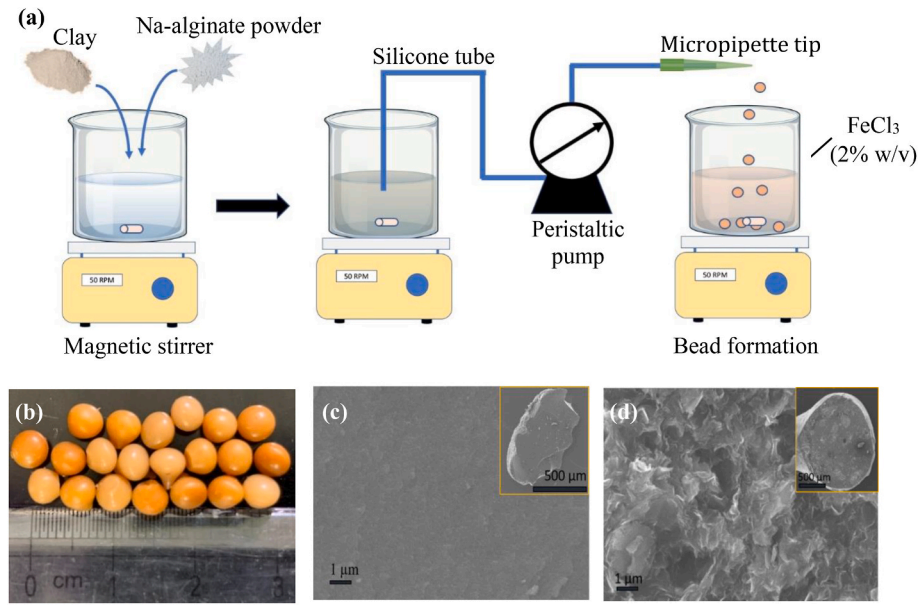 (a)
Clay
Na-alginate powder
Silicone tube
Micropipette tip
FeCl₃
(2% w/v)
50 RPM
50 RPM
50 RPM
Peristaltic
pump
Magnetic stirrer
Bead formation
(b)
0 cm 1 2 3
(c)
500 µm
1 µm
(d)
500 µm
1 µm